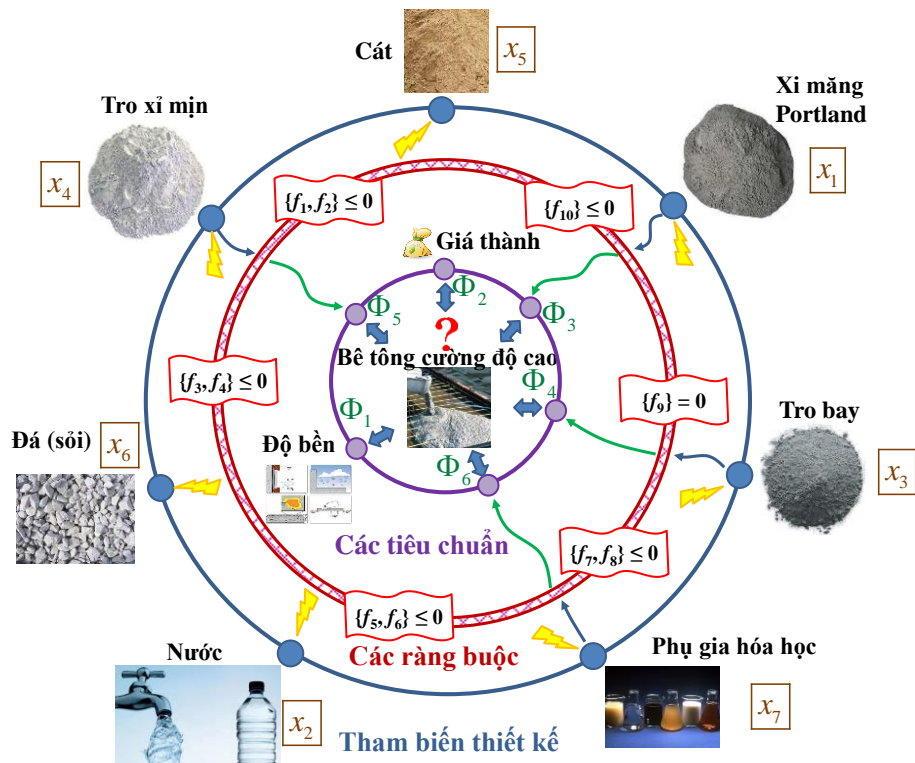 Cát
x5
Tro xỉ mịn
Xi măng
Portland
x4
x1
{f1, f2} ≤ 0
{f10} ≤ 0
Giá thành
Φ2
Φ5
Φ3
?
Bê tông cường độ cao
{f3, f4} ≤ 0
Φ4
{f9} = 0
Φ1
Tro bay
Đá (sỏi)
x6
Độ bền
Φ6
x3
Các tiêu chuẩn
{f7, f8} ≤ 0
{f5, f6} ≤ 0
Nước
Các ràng buộc
Phụ gia hóa học
x2
x7
Tham biến thiết kế